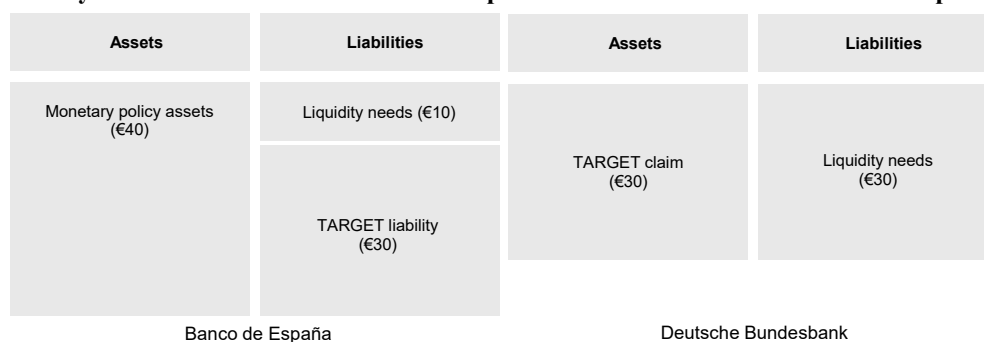 Assets
Liabilities
Assets
Liabilities
Monetary policy assets
(€40)
Liquidity needs (€10)
TARGET liability
(€30)
TARGET claim
(€30)
Liquidity needs
(€30)
Banco de España
Deutsche Bundesbank